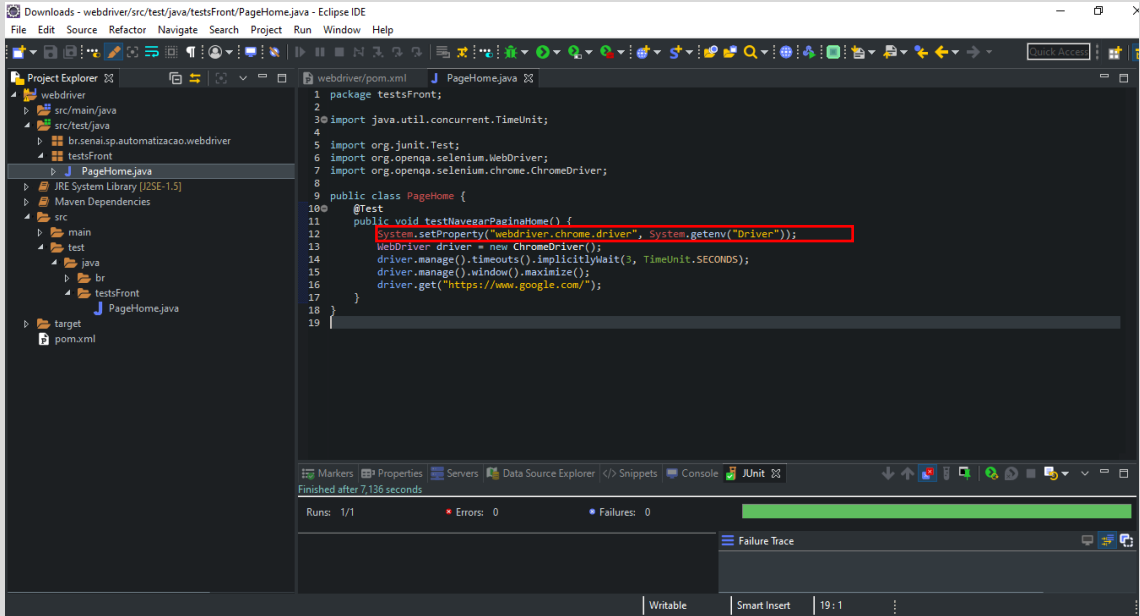 Downloads - webdriver/src/test/java/testsFront/PageHome.java - Eclipse IDE
File Edit Source Refactor Navigate Search Project Run Window Help
Quick Access
Project Explorer
webdriver
src/main/java
src/test/java
br.senai.sp.automatizacao.webdriver
testsFront
PageHome.java
JRE System Library [J2SE-1.5]
Maven Dependencies
src
main
test
java
br
testsFront
PageHome.java
target
pom.xml
webdriver/pom.xml PageHome.java
1 package testsFront;
2
3 import java.util.concurrent.TimeUnit;
4
5 import org.junit.Test;
6 import org.openqa.selenium.WebDriver;
7 import org.openqa.selenium.chrome.ChromeDriver;
8
9 public class PageHome {
10 @Test
11 public void testNavegarPaginaHome() {
12 System.setProperty("webdriver.chrome.driver", System.getenv("Driver"));
13 WebDriver driver = new ChromeDriver();
14 driver.manage().timeouts().implicitlyWait(3, TimeUnit.SECONDS);
15 driver.manage().window().maximize();
16 driver.get("https://www.google.com/");
17 }
18 }
19
Markers Properties Servers Data Source Explorer Snippets Console JUnit
Finished after 7,136 seconds
Runs: 1/1 Errors: 0 Failures: 0
Failure Trace
Writable Smart Insert 19 : 1